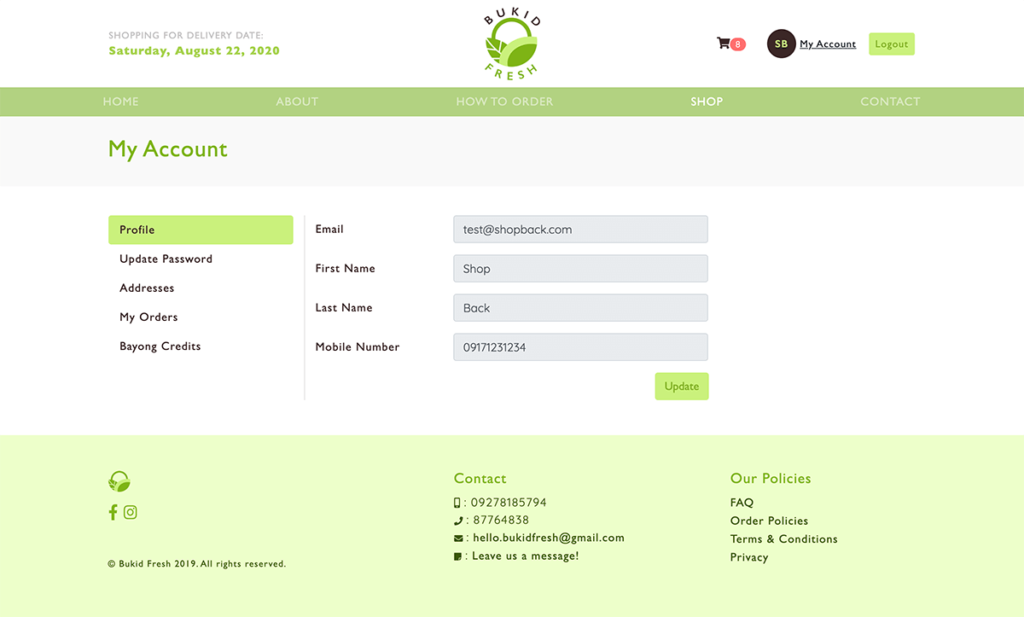 SHOPPING FOR DELIVERY DATE:
Saturday, August 22, 2020
BUKID
FRESH
8
SB
My Account
Logout
HOME
ABOUT
HOW TO ORDER
SHOP
CONTACT
My Account
Profile
Update Password
Addresses
My Orders
Bayong Credits
Email
test@shopback.com
First Name
Shop
Last Name
Back
Mobile Number
09171231234
Update
© Bukid Fresh 2019. All rights reserved.
Contact
: 09278185794
: 87764838
: hello.bukidfresh@gmail.com
: Leave us a message!
Our Policies
FAQ
Order Policies
Terms & Conditions
Privacy